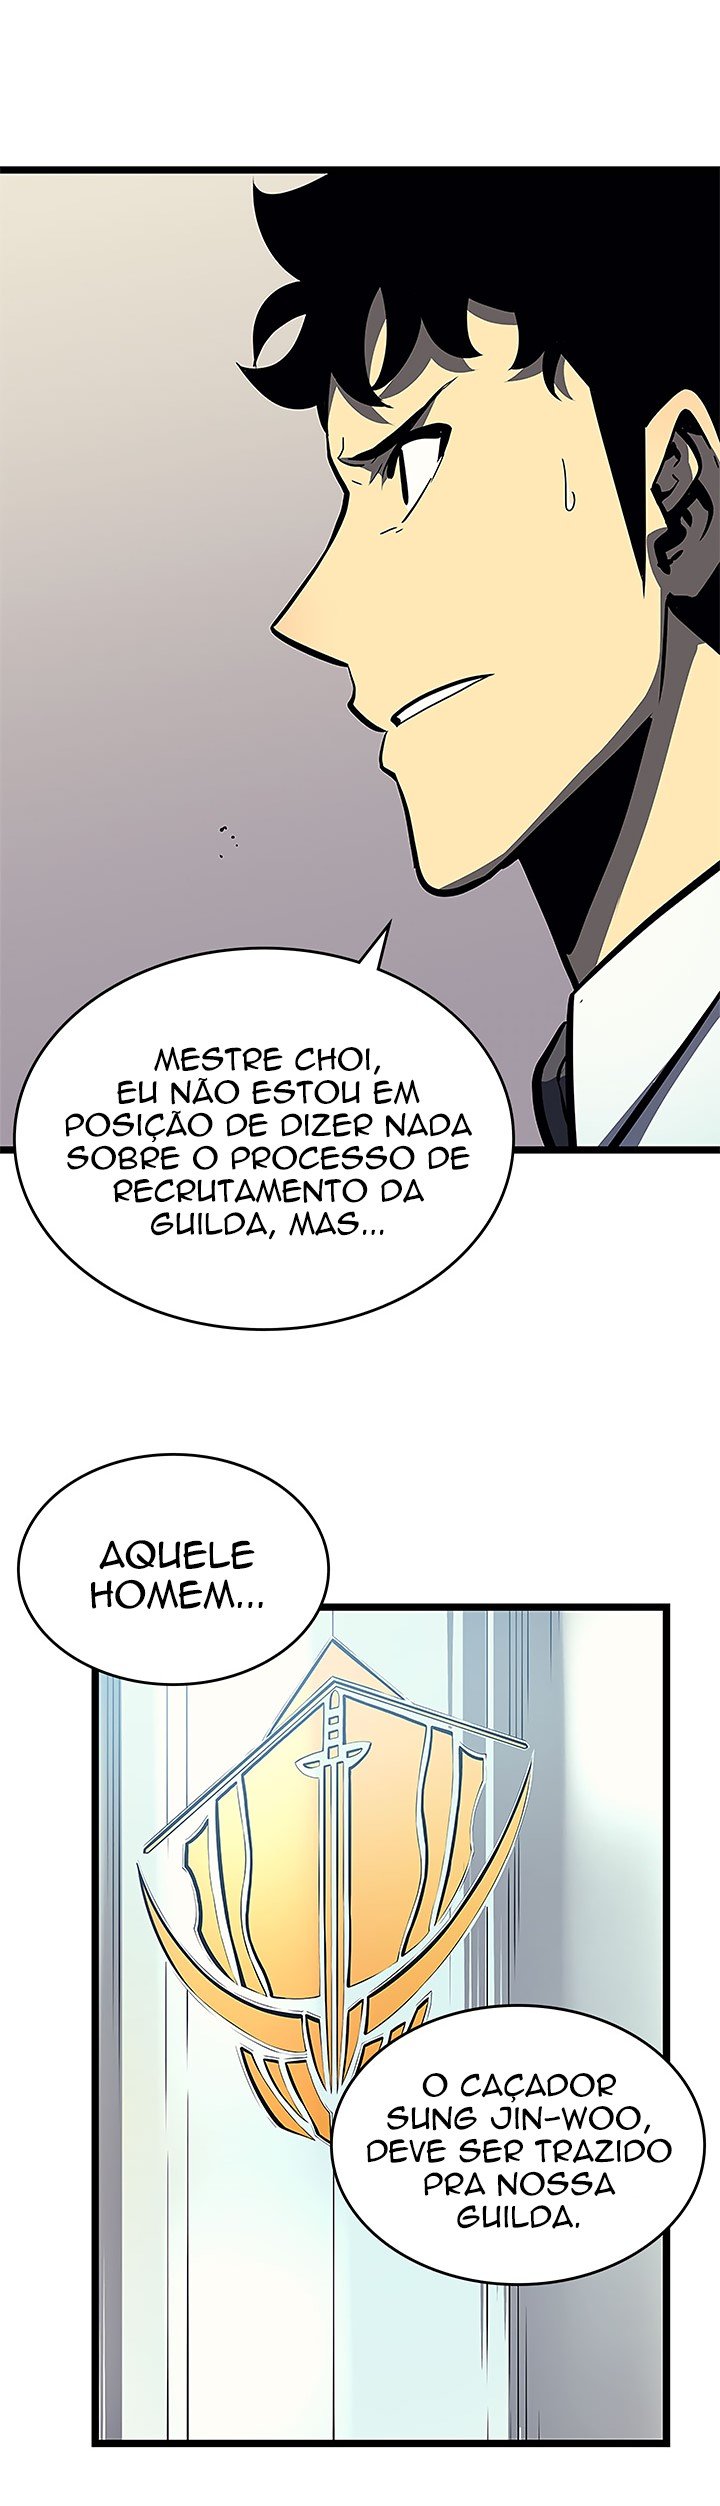 MESTRE CHOI,
EU NÃO ESTOU EM
POSIÇÃO DE DIZER NADA
SOBRE O PROCESSO DE
RECRUTAMENTO DA
GUILDA, MAS...
AQUELE
HOMEM...
O CAÇADOR
SUNG JIN-WOO,
DEVE SER TRAZIDO
PRA NOSSA
GUILDA.